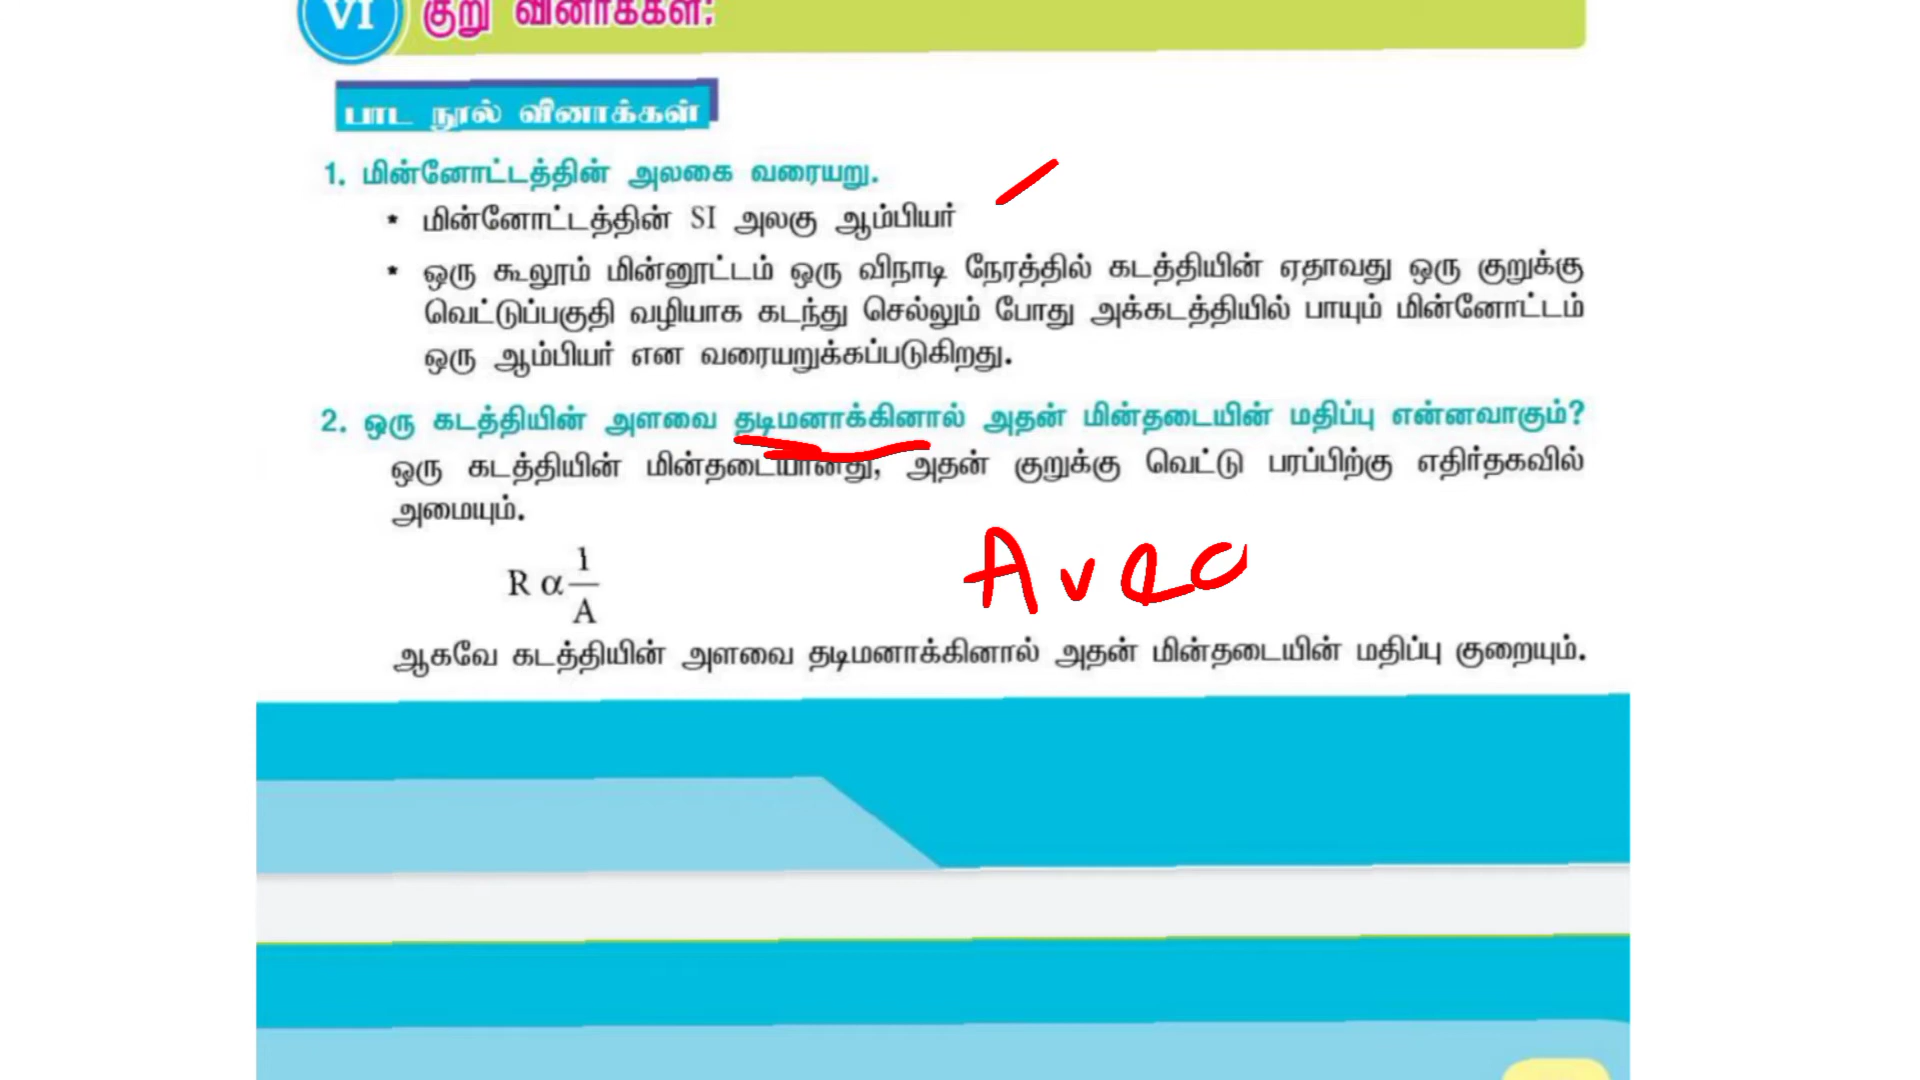 VI குறு வினாக்கள்:
பாட நூல் வினாக்கள்
1. மின்னோட்டத்தின் அலகை வரையறு.
* மின்னோட்டத்தின் SI அலகு ஆம்பியர்
* ஒரு கூலூம் மின்னூட்டம் ஒரு விநாடி நேரத்தில் கடத்தியின் ஏதாவது ஒரு குறுக்கு
வெட்டுப்பகுதி வழியாக கடந்து செல்லும் போது அக்கடத்தியில் பாயும் மின்னோட்டம்
ஒரு ஆம்பியர் என வரையறுக்கப்படுகிறது.
2. ஒரு கடத்தியின் அளவை தடிமனாக்கினால் அதன் மின்தடையின் மதிப்பு என்னவாகும்?
ஒரு கடத்தியின் மின்தடையானது, அதன் குறுக்கு வெட்டு பரப்பிற்கு எதிர்தகவில்
அமையும்.
R α 1/A
ஆகவே கடத்தியின் அளவை தடிமனாக்கினால் அதன் மின்தடையின் மதிப்பு குறையும்.